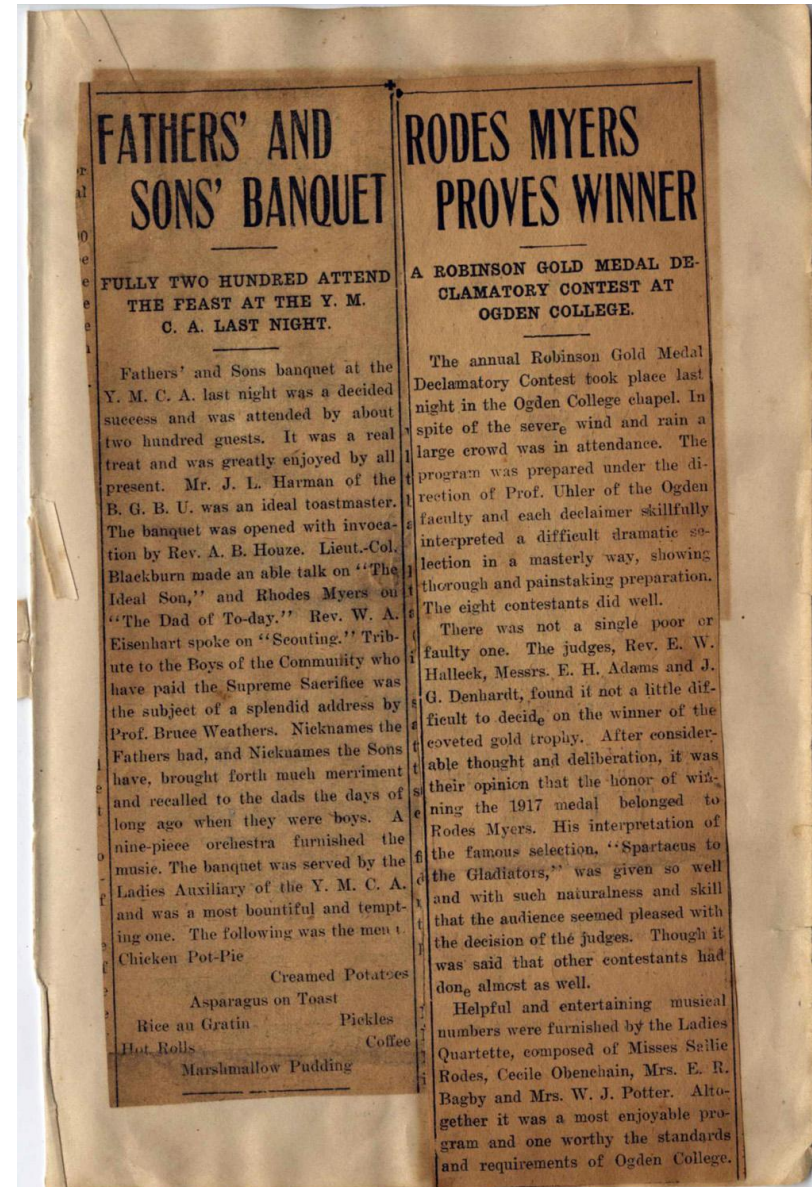 FATHERS' AND
SONS' BANQUET
FULLY TWO HUNDRED ATTEND
THE FEAST AT THE Y. M.
C. A. LAST NIGHT.
Fathers' and Sons banquet at the
Y. M. C. A. last night was a decided
success and was attended by about
two hundred guests. It was a real
treat and was greatly enjoyed by all
present. Mr. J. L. Harman of the
B. G. B. U. was an ideal toastmaster.
The banquet was opened with invoca-
tion by Rev. A. B. Houze. Lieut.-Col.
Blackburn made an able talk on "The
Ideal Son," and Rhodes Myers on
"The Dad of To-day." Rev. W. A.
Eisenhart spoke on "Scouting." Trib-
ute to the Boys of the Community who
have paid the Supreme Sacrifice was
the subject of a splendid address by
Prof. Bruce Weathers. Nicknames the
Fathers had, and Nicknames the Sons
have, brought forth much merriment
and recalled to the dads the days of
long ago when they were boys. A
nine-piece orchestra furnished the
music. The banquet was served by the
Ladies Auxiliary of the Y. M. C. A.
and was a most bountiful and tempt-
ing one. The following was the menu.
Chicken Pot-Pie
Creamed Potatoes
Asparagus on Toast
Rice au Gratin Pickles
Hot Rolls Coffee
Marshmallow Pudding
RODES MYERS
PROVES WINNER
A ROBINSON GOLD MEDAL DE-
CLAMATORY CONTEST AT
OGDEN COLLEGE.
The annual Robinson Gold Medal
Declamatory Contest took place last
night in the Ogden College chapel. In
spite of the severe wind and rain a
large crowd was in attendance. The
program was prepared under the di-
rection of Prof. Uhler of the Ogden
faculty and each declaimer skillfully
interpreted a difficult dramatic se-
lection in a masterly way, showing
thorough and painstaking preparation.
The eight contestants did well.
There was not a single poor or
faulty one. The judges, Rev. E. W.
Halleck, Messrs. E. H. Adams and J.
G. Denhardt, found it not a little dif-
ficult to decide on the winner of the
coveted gold trophy. After consider-
able thought and deliberation, it was
their opinion that the honor of win-
ning the 1917 medal belonged to
Rodes Myers. His interpretation of
the famous selection, "Spartacus to
the Gladiators," was given so well
and with such naturalness and skill
that the audience seemed pleased with
the decision of the judges. Though it
was said that other contestants had
done almost as well.
Helpful and entertaining musical
numbers were furnished by the Ladies
Quartette, composed of Misses Sallie
Rodes, Cecile Obenchain, Mrs. E. R.
Bagby and Mrs. W. J. Potter. Alto-
gether it was a most enjoyable pro-
gram and one worthy the standards
and requirements of Ogden College.